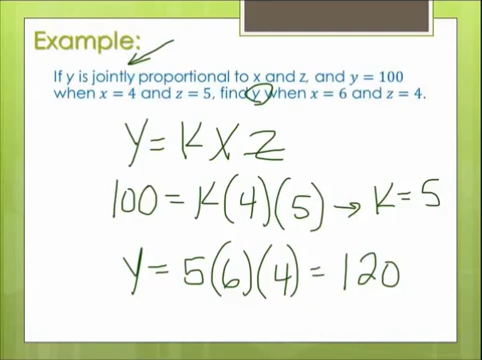 Example:
If y is jointly proportional to x and z, and y = 100
when x = 4 and z = 5, find y when x = 6 and z = 4.
Y = K X Z
100 = K(4)(5) → K = 5
Y = 5(6)(4) = 120